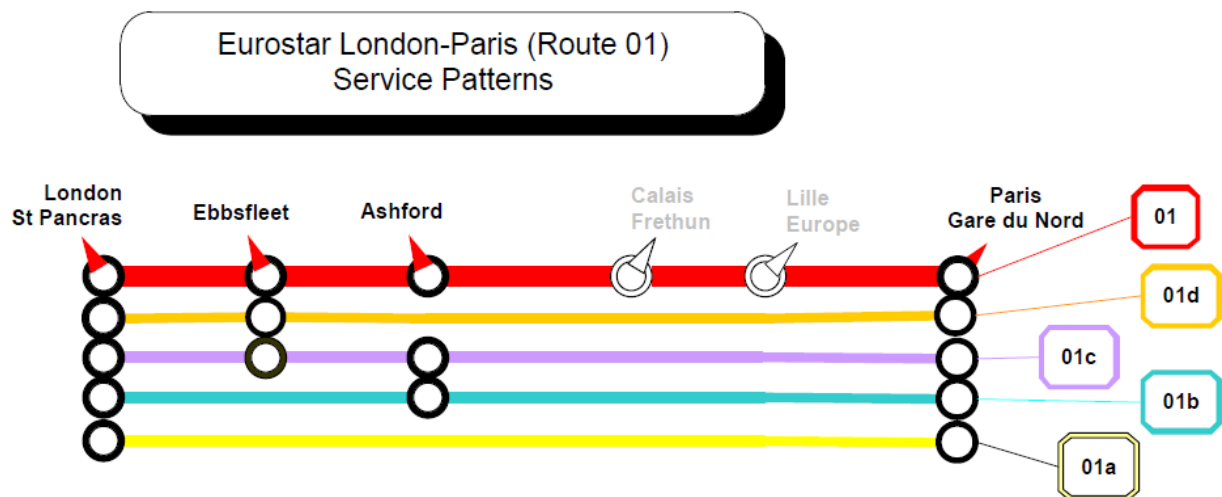 Eurostar London-Paris (Route 01)
Service Patterns
London
St Pancras
Ebbsfleet
Ashford
Calais
Frethun
Lille
Europe
Paris
Gare du Nord
01
01d
01c
01b
01a